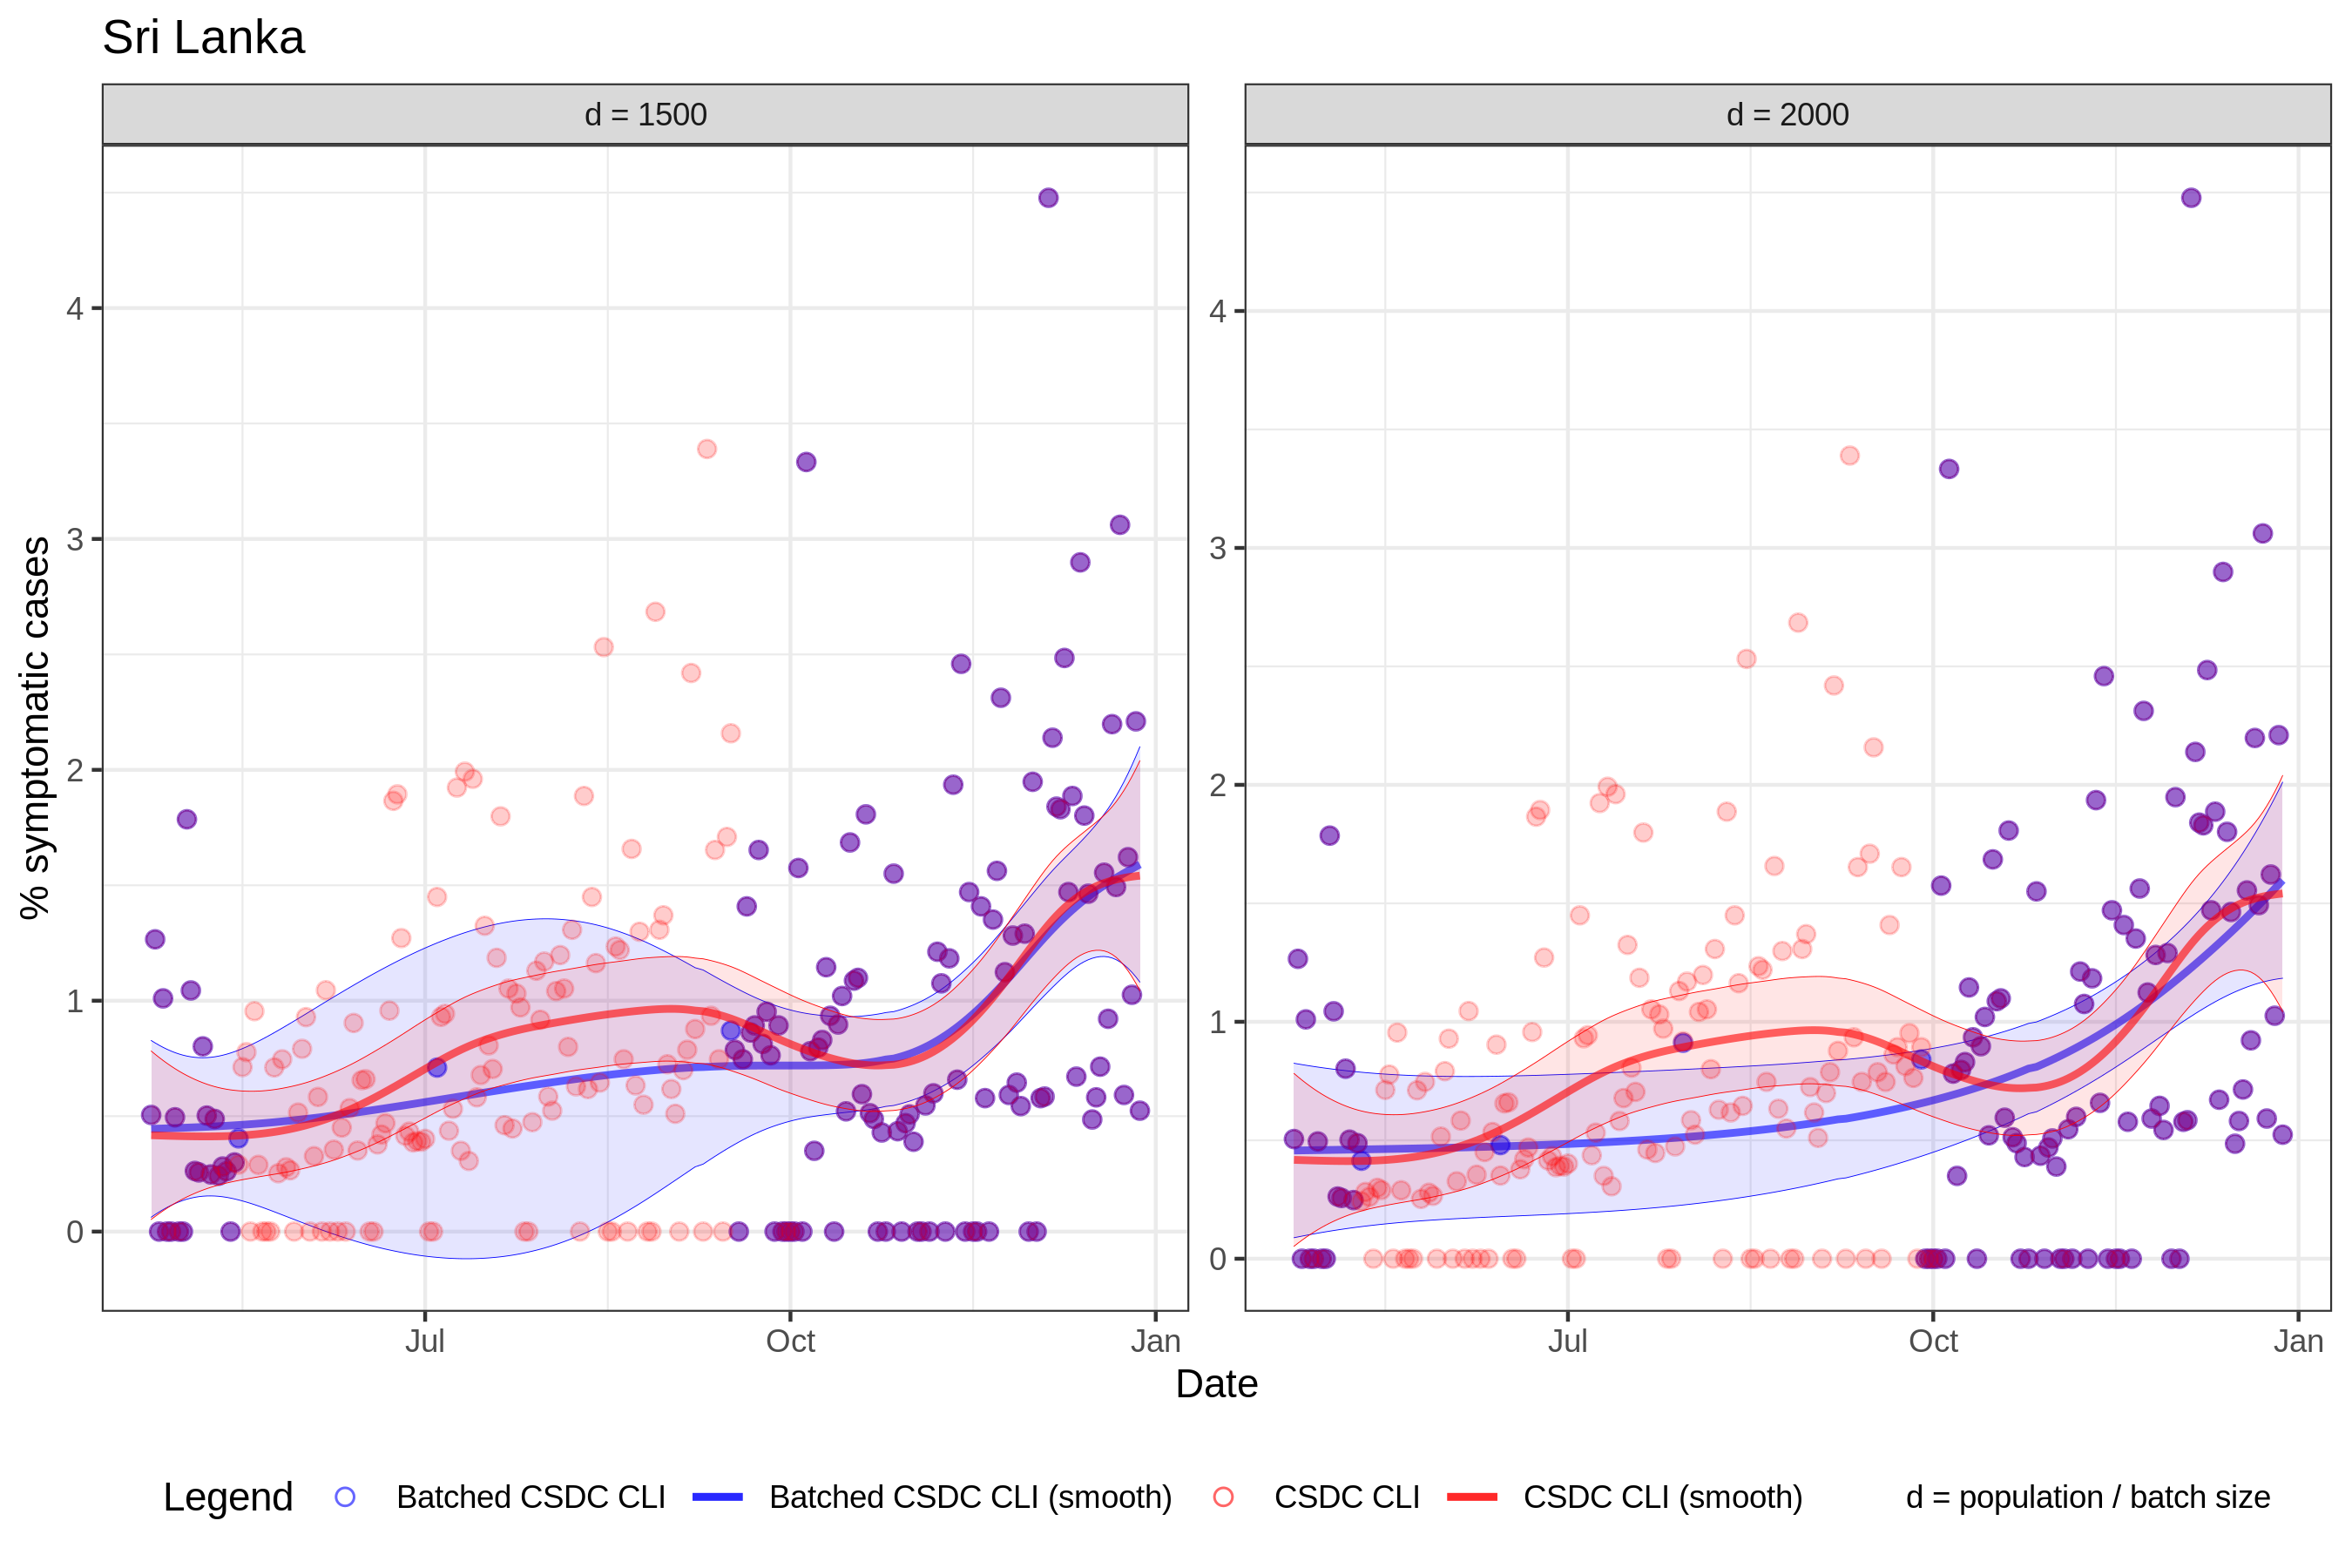 Sri Lanka
d = 1500
d = 2000
% symptomatic cases
4
3
2
1
0
4
3
2
1
0
Jul
Oct
Jan
Jul
Oct
Jan
Date
Legend
Batched CSDC CLI
Batched CSDC CLI (smooth)
CSDC CLI
CSDC CLI (smooth)
d = population / batch size